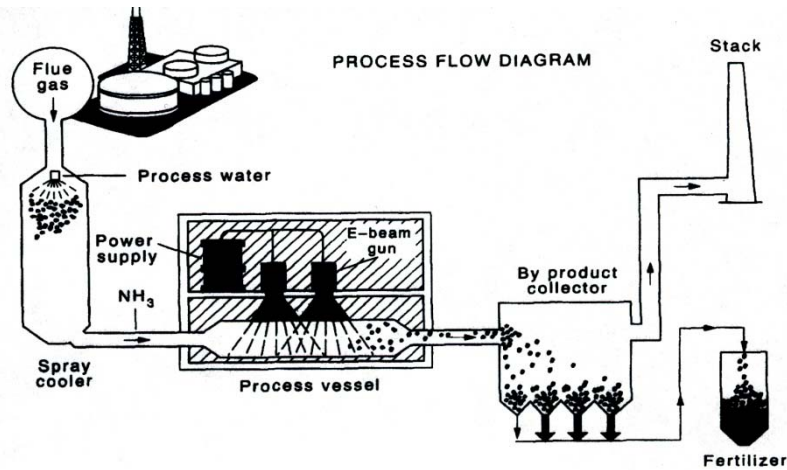 PROCESS FLOW DIAGRAM
Stack
Flue
gas
Process water
Power
supply
E-beam
gun
By product
collector
NH₃
Spray
cooler
Process vessel
Fertilizer